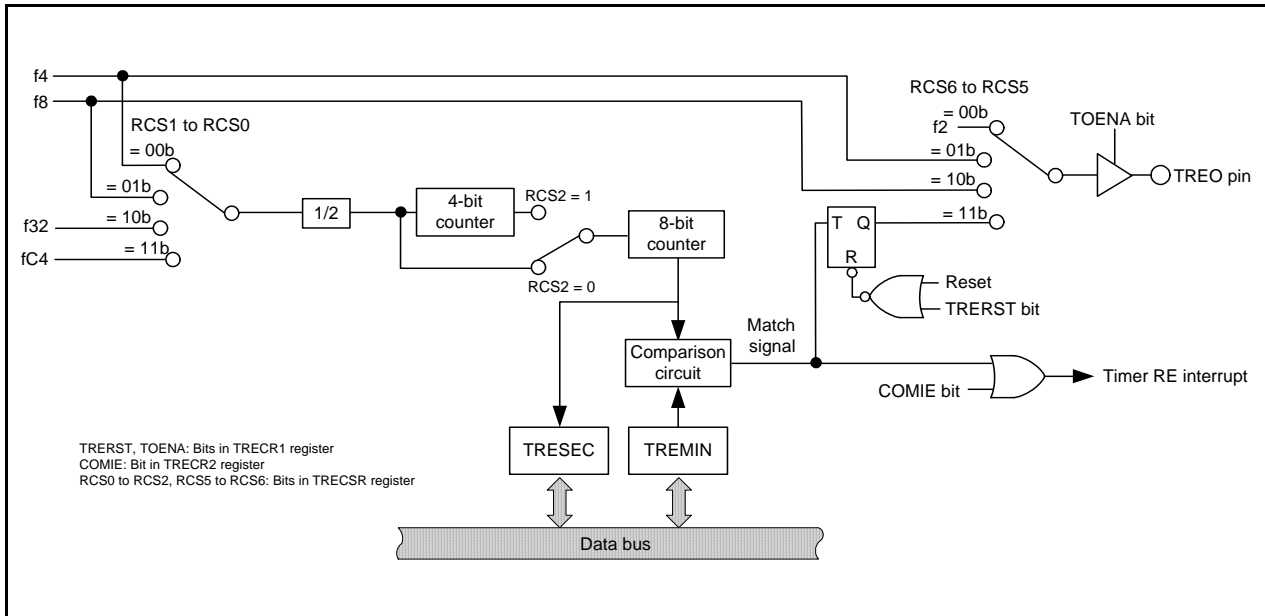 f4
f8
RCS1 to RCS0
= 00b
= 01b
f32
= 10b
fC4
= 11b
1/2
4-bit
counter
RCS2 = 1
RCS2 = 0
8-bit
counter
RCS6 to RCS5
= 00b
f2
= 01b
= 10b
= 11b
TOENA bit
TREO pin
T Q
R
Reset
TRERST bit
Match
signal
Comparison
circuit
COMIE bit
Timer RE interrupt
TRESEC
TREMIN
TRERST, TOENA: Bits in TRECR1 register
COMIE: Bit in TRECR2 register
RCS0 to RCS2, RCS5 to RCS6: Bits in TRECSR register
Data bus